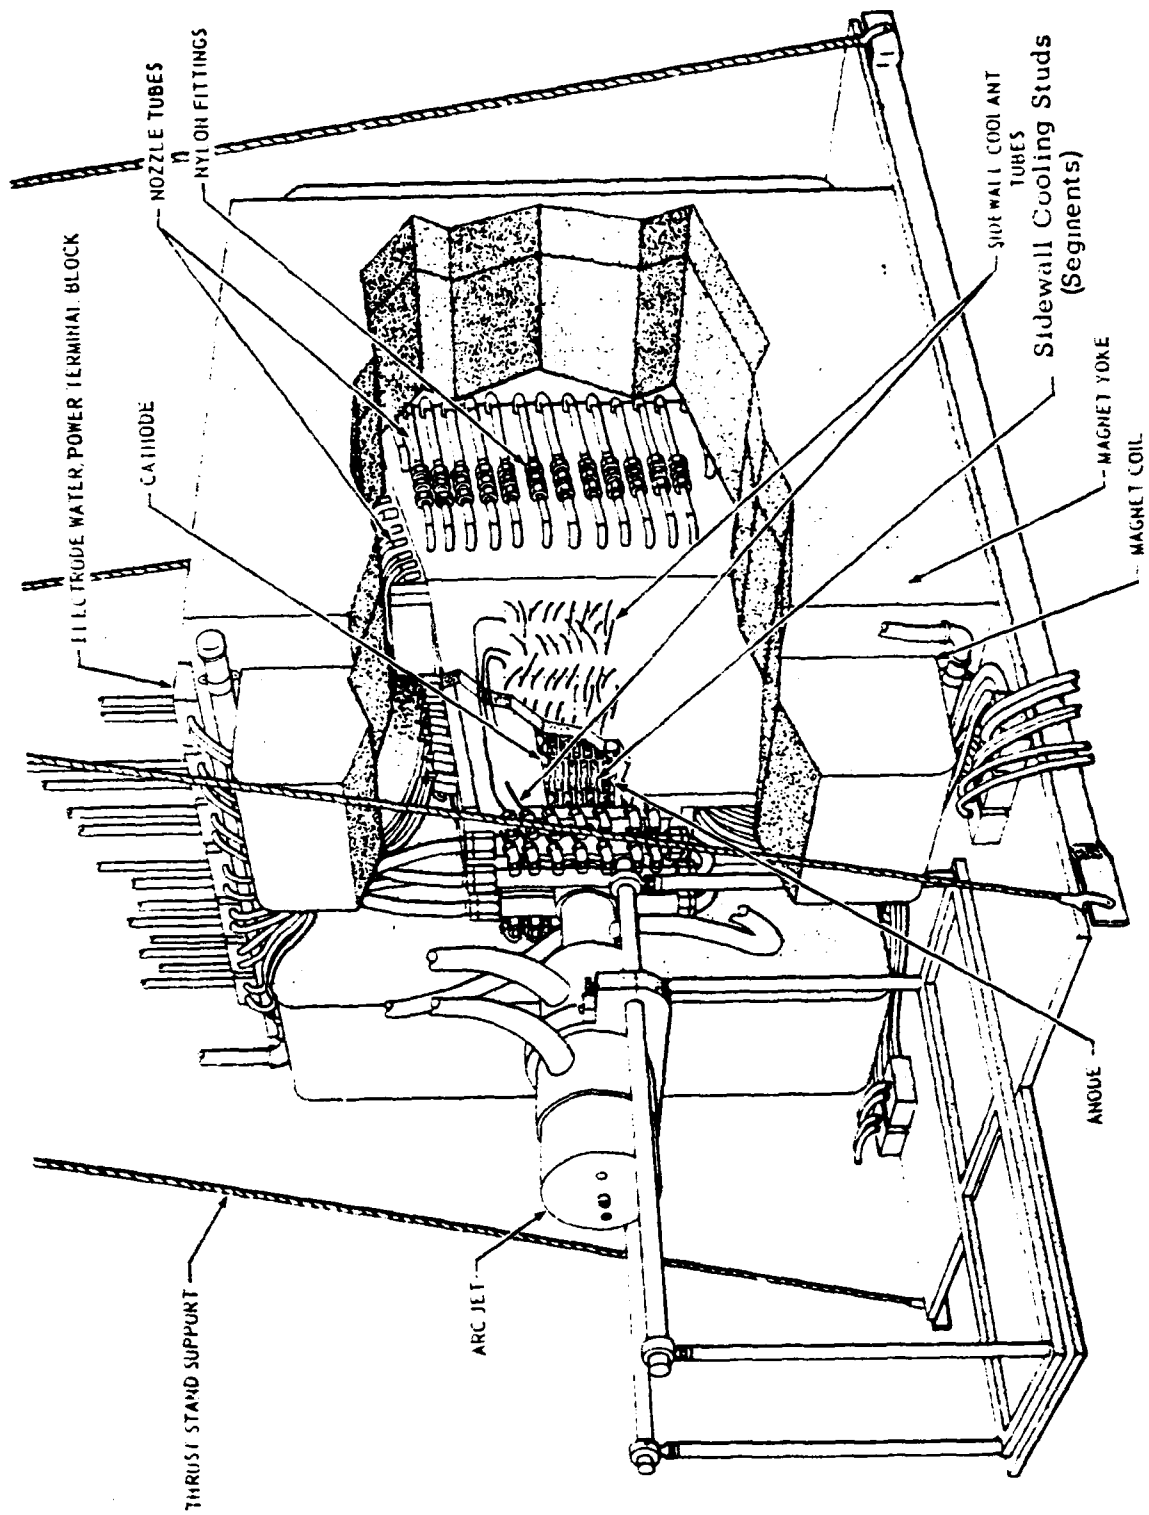 THRUST STAND SUPPORT
ELECTRODE WATER, POWER TERMINAL BLOCK
NOZZLE TUBES
NYLON FITTINGS
CATHODE
ARC JET
ANODE
SIDEWALL COOLANT
TUBES
Sidewall Cooling Studs
(Segments)
MAGNET YOKE
MAGNET COIL